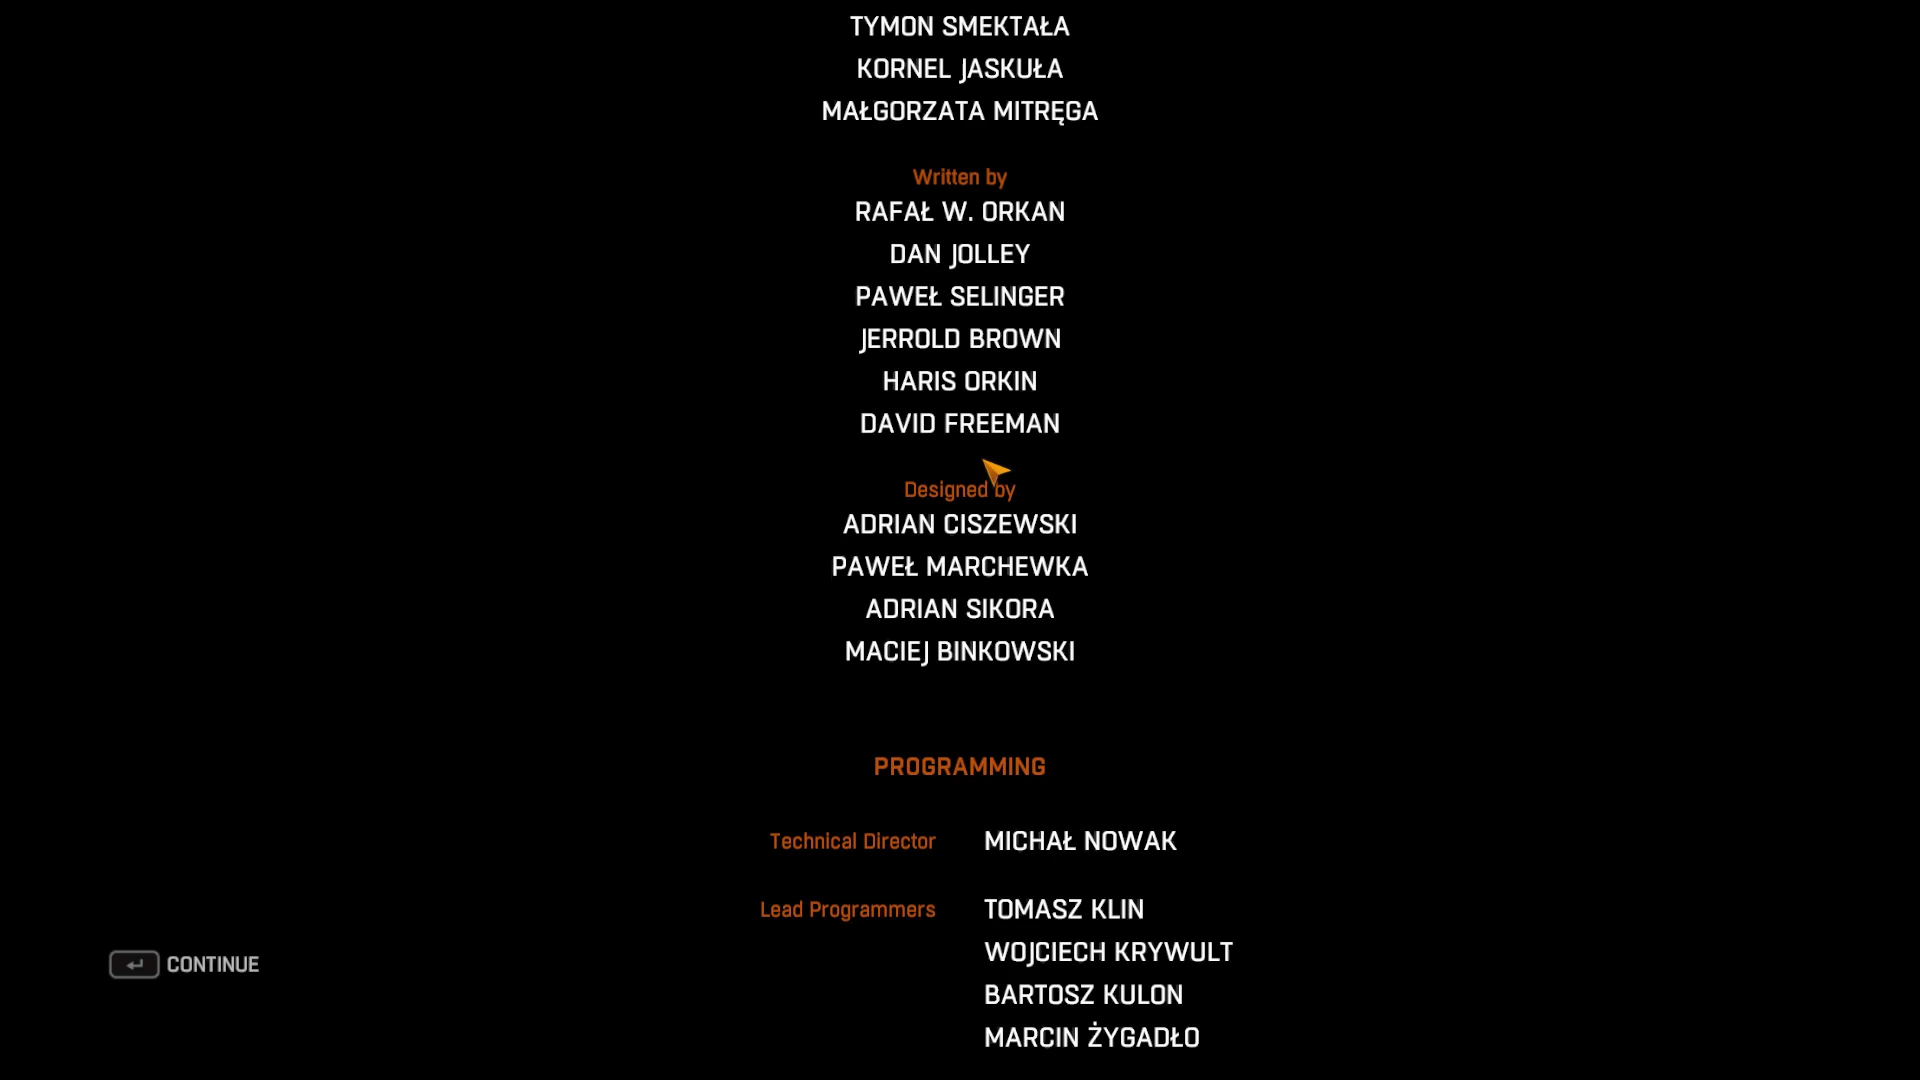 TYMON SMEKTAŁA
KORNEL JASKUŁA
MAŁGORZATA MITRĘGA
Written by
RAFAŁ W. ORKAN
DAN JOLLEY
PAWEŁ SELINGER
JERROLD BROWN
HARIS ORKIN
DAVID FREEMAN
Designed by
ADRIAN CISZEWSKI
PAWEŁ MARCHEWKA
ADRIAN SIKORA
MACIEJ BINKOWSKI
PROGRAMMING
Technical Director MICHAŁ NOWAK
Lead Programmers TOMASZ KLIN
WOJCIECH KRYWULT
CONTINUE
BARTOSZ KULON
MARCIN ŻYGADŁO